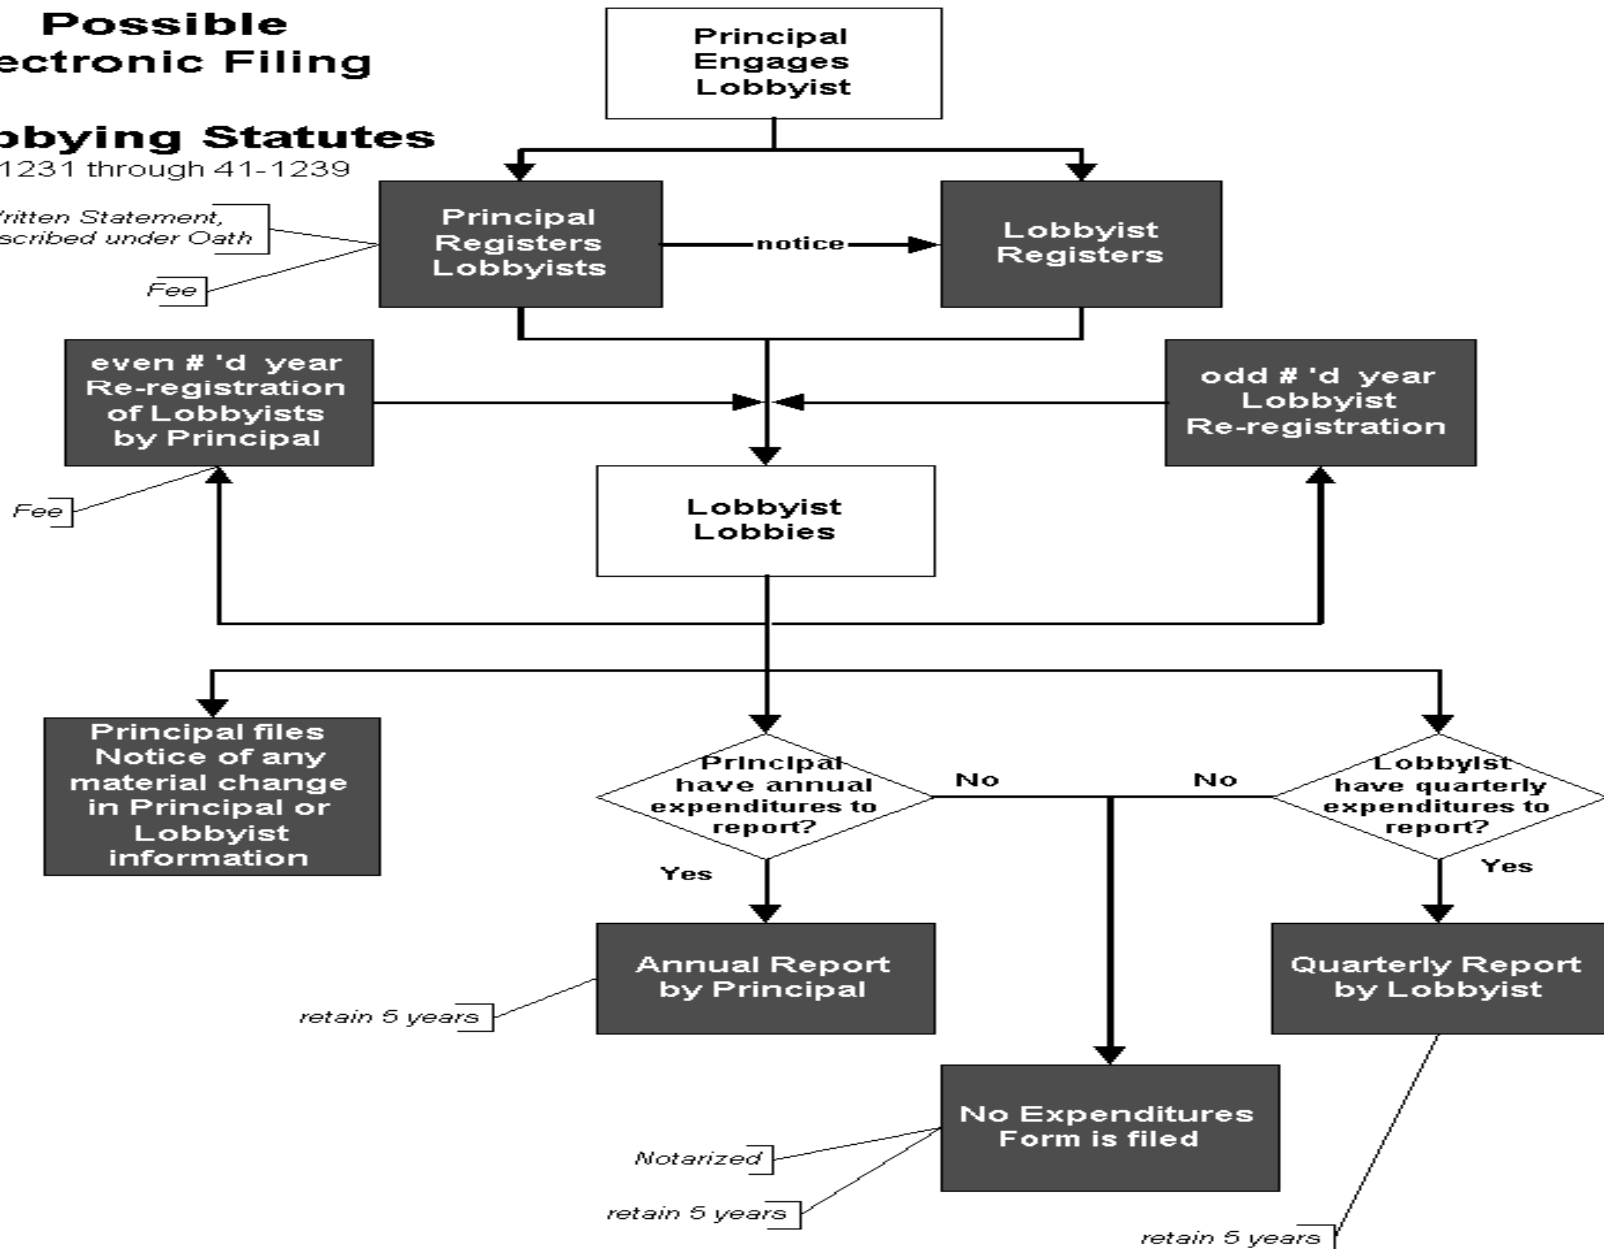 Possible
ectronic Filing
bbying Statutes
1231 through 41-1239
Principal
Engages
Lobbyist
ritten Statement,
scribed under Oath
Fee
Principal
Registers
Lobbyists
notice
Lobbyist
Registers
even # 'd year
Re-registration
of Lobbyists
by Principal
odd # 'd year
Lobbyist
Re-registration
Fee
Lobbyist
Lobbies
Principal files
Notice of any
material change
in Principal or
Lobbyist
information
Principal
have annual
expenditures to
report?
No
No
Lobbyist
have quarterly
expenditures to
report?
Yes
Yes
Annual Report
by Principal
Quarterly Report
by Lobbyist
retain 5 years
No Expenditures
Form is filed
Notarized
retain 5 years
retain 5 years